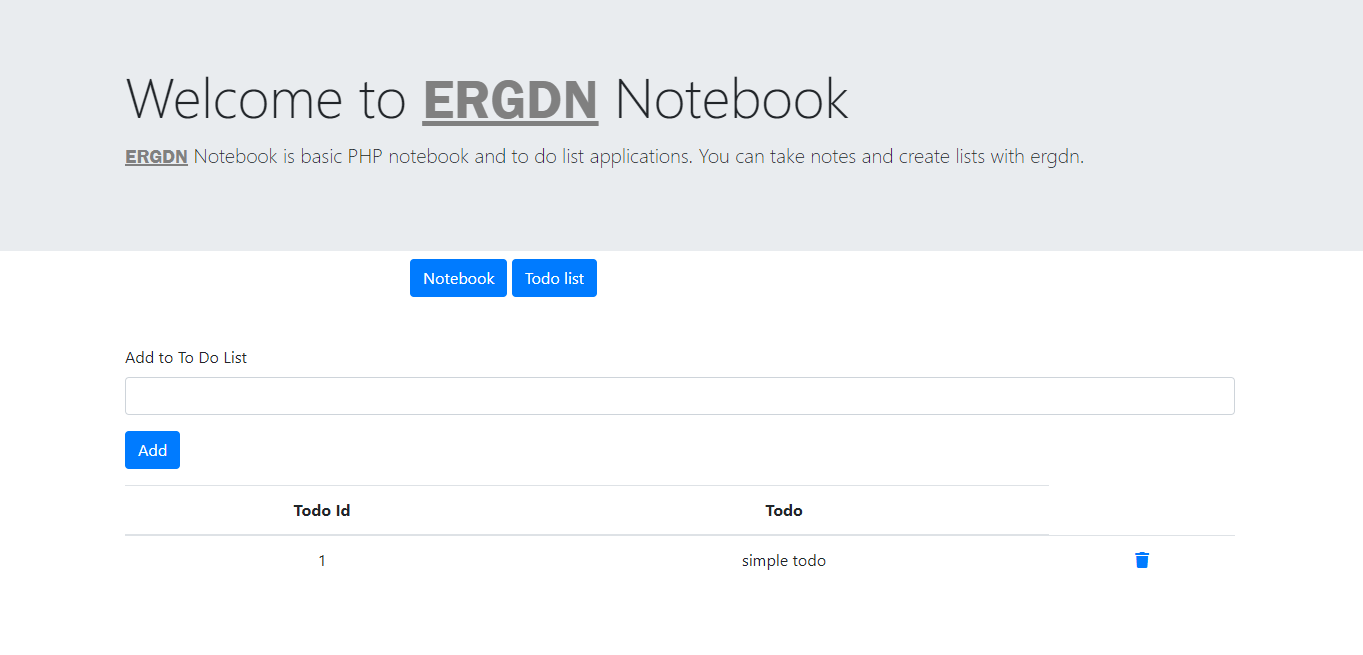 Welcome to ERGDN Notebook
ERGDN Notebook is basic PHP notebook and to do list applications. You can take notes and create lists with ergdn.
Notebook Todo list
Add to To Do List
Add
Todo Id Todo
1 simple todo